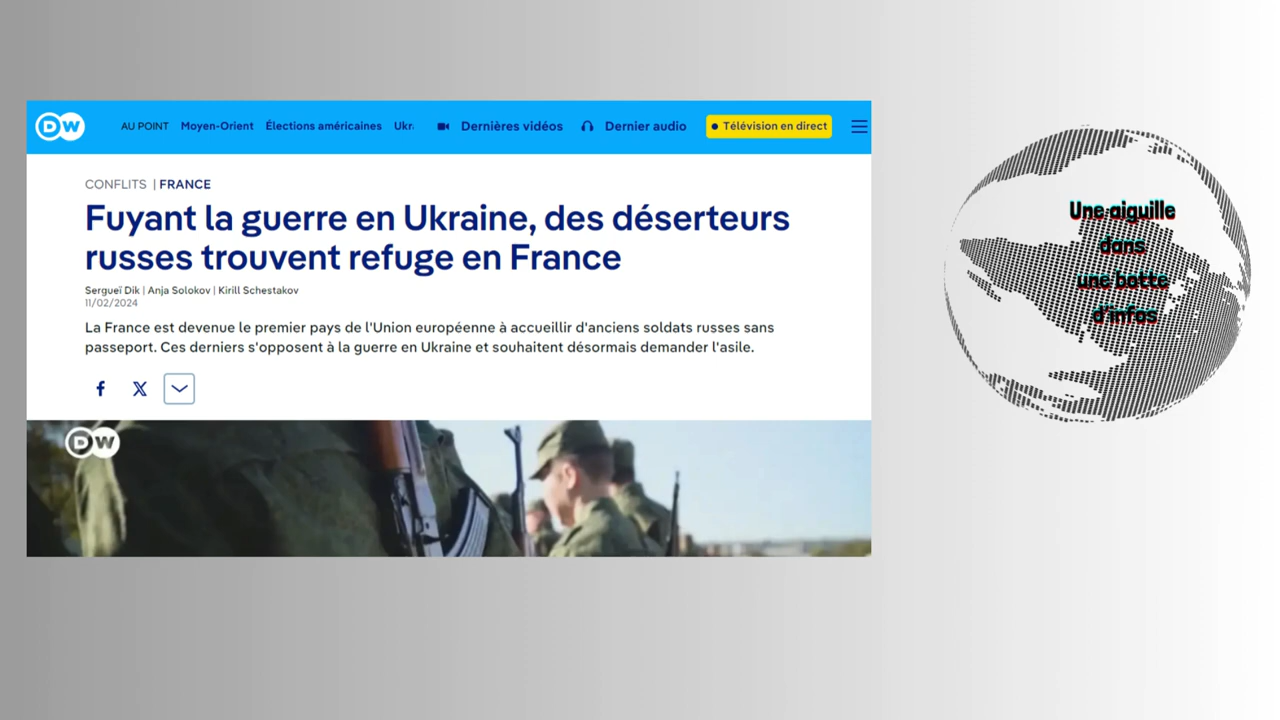 DW
AU POINT Moyen-Orient Élections américaines Ukr Dernières vidéos Dernier audio Télévision en direct
CONFLITS | FRANCE
Fuyant la guerre en Ukraine, des déserteurs
russes trouvent refuge en France
Sergueï Dik | Anja Solokov | Kirill Schestakov
11/02/2024
La France est devenue le premier pays de l'Union européenne à accueillir d'anciens soldats russes sans
passeport. Ces derniers s'opposent à la guerre en Ukraine et souhaitent désormais demander l'asile.
DW
Une aiguille
dans
une botte
d'infos